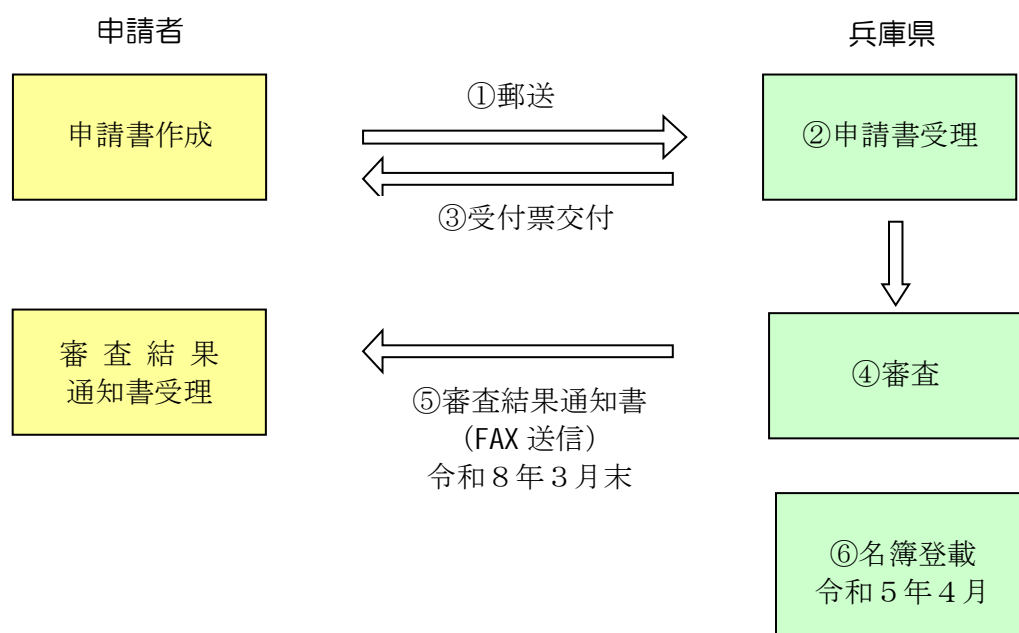 申請者
兵庫県
申請書作成
①郵送
②申請書受理
③受付票交付
審 査 結 果
通知書受理
④審査
⑤審査結果通知書
（FAX 送信）
令和８年３月末
⑥名簿登載
令和５年４月